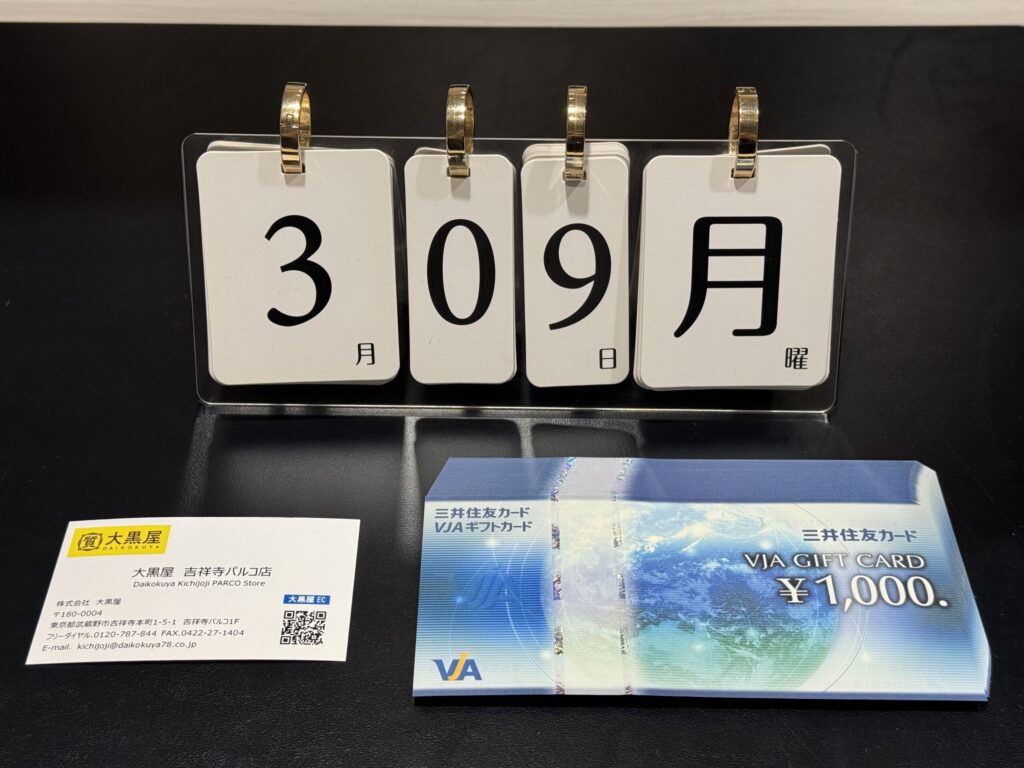 3月
09日
月曜
質 大黒屋
DAIKOKUYA
大黒屋 吉祥寺パルコ店
Daikokuya Kichijoji PARCO Store
株式会社 大黒屋
〒180-0004
東京都武蔵野市吉祥寺本町1-5-1 吉祥寺パルコ1F
フリーダイヤル.0120-787-844 FAX.0422-27-1404
E-mail. kichijoji@daikokuya78.co.jp
大黒屋 EC
三井住友カード
VJAギフトカード
三井住友カード
VJA GIFT CARD
¥1,000.
VJA
VJA